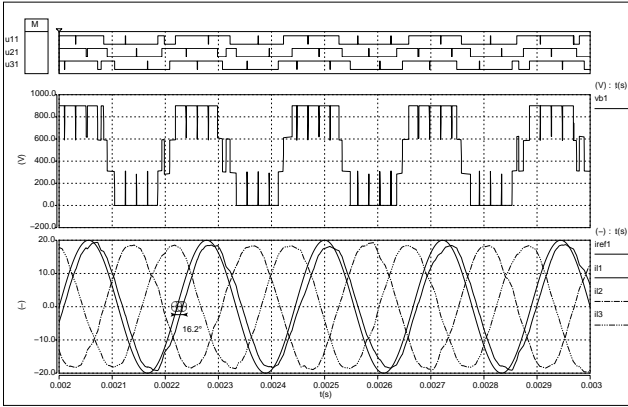 M
u11
u21
u31
(V) : t(s)
vb1
1000.0
800.0
600.0
400.0
200.0
0.0
−200.0
(V)
(−) : t(s)
iref1
il1
il2
il3
20.0
10.0
0.0
−10.0
−20.0
(−)
16.2°
0.002
0.0021
0.0022
0.0023
0.0024
0.0025
0.0026
0.0027
0.0028
0.0029
0.003
t(s)